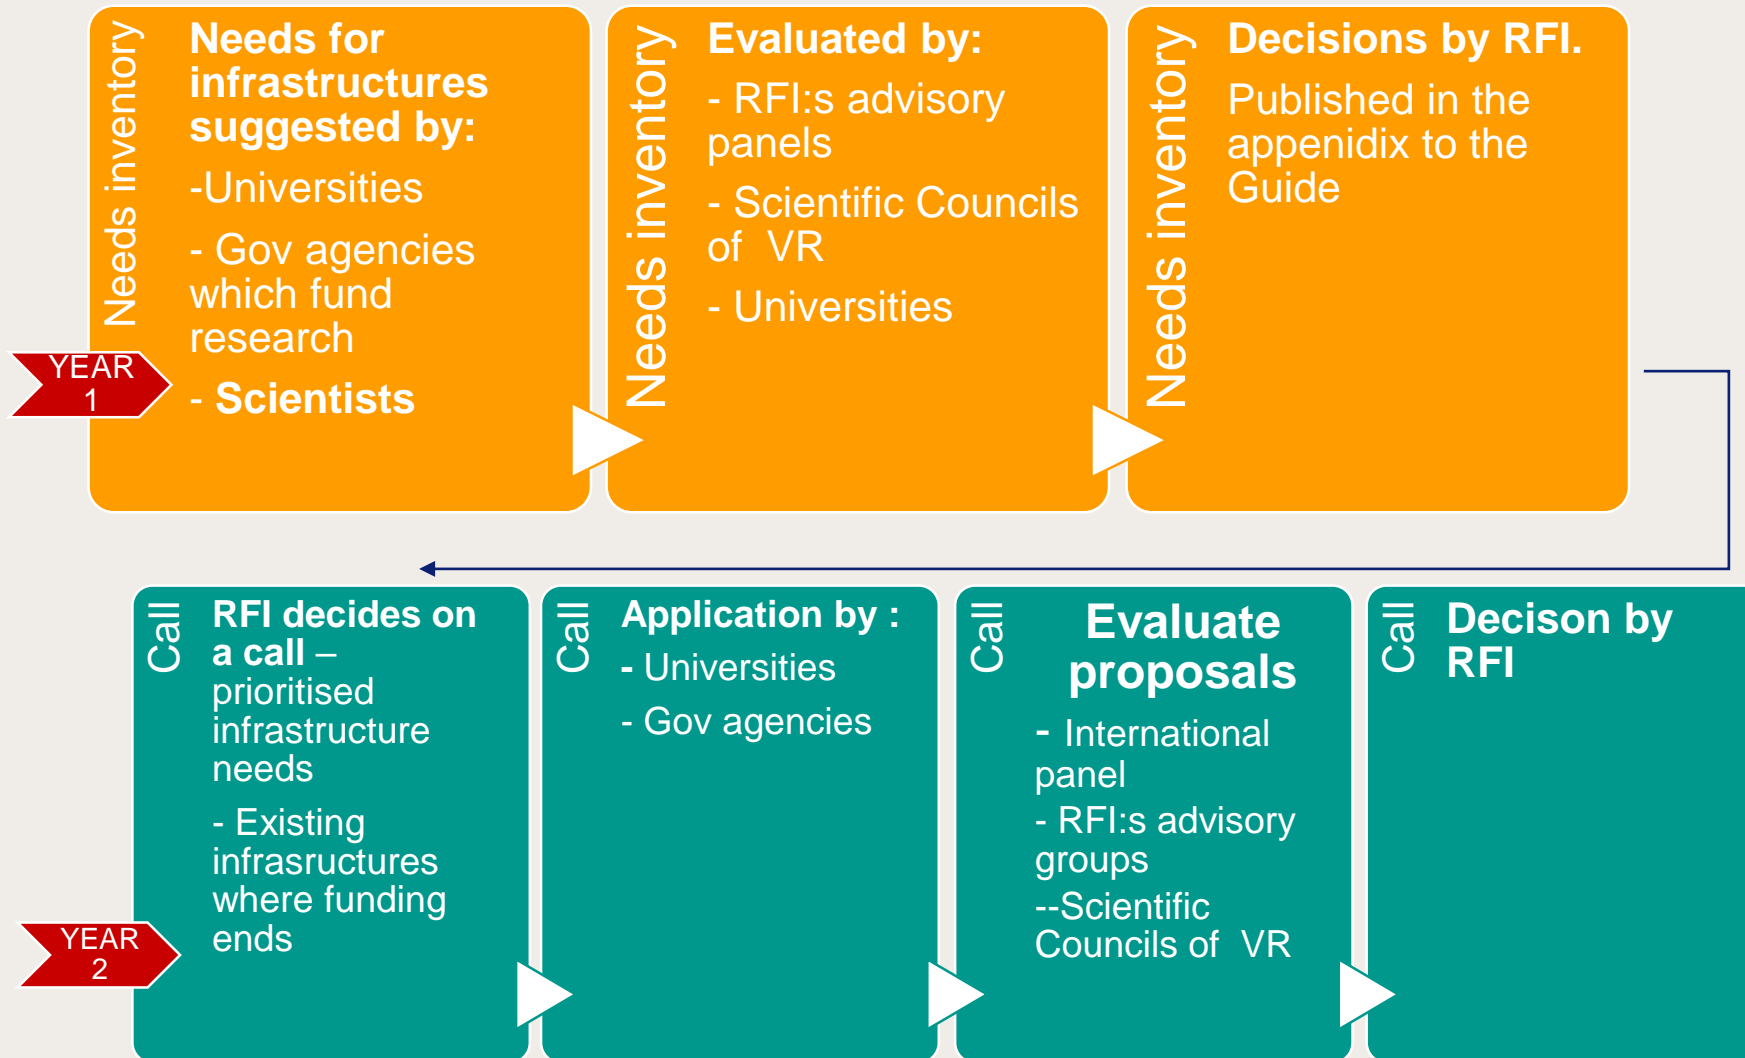 Needs inventory
Needs for
infrastructures
suggested by:
-Universities
- Gov agencies
which fund
research
- Scientists
YEAR
1
Needs inventory
Evaluated by:
- RFI:s advisory
panels
- Scientific Councils
of  VR
- Universities
Needs inventory
Decisions by RFI.
Published in the
appenidix to the
Guide
Call
RFI decides on
a call –
prioritised
infrastructure
needs
- Existing
infrasructures
where funding
ends
YEAR
2
Call
Application by :
- Universities
- Gov agencies
Call
Evaluate
proposals
- International
panel
- RFI:s advisory
groups
--Scientific
Councils of  VR
Call
Decison by
RFI